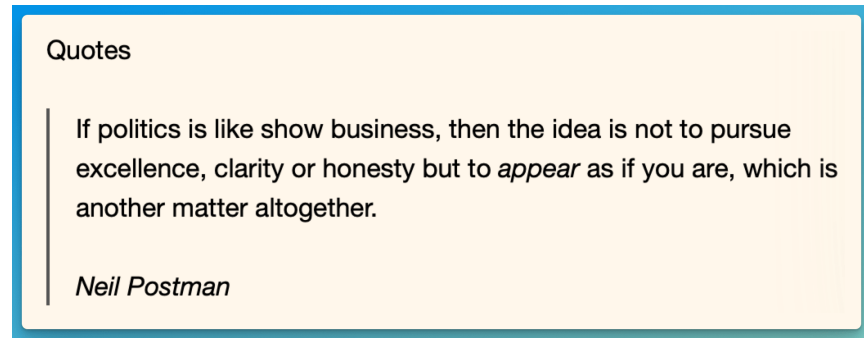 Quotes
If politics is like show business, then the idea is not to pursue
excellence, clarity or honesty but to appear as if you are, which is
another matter altogether.
Neil Postman